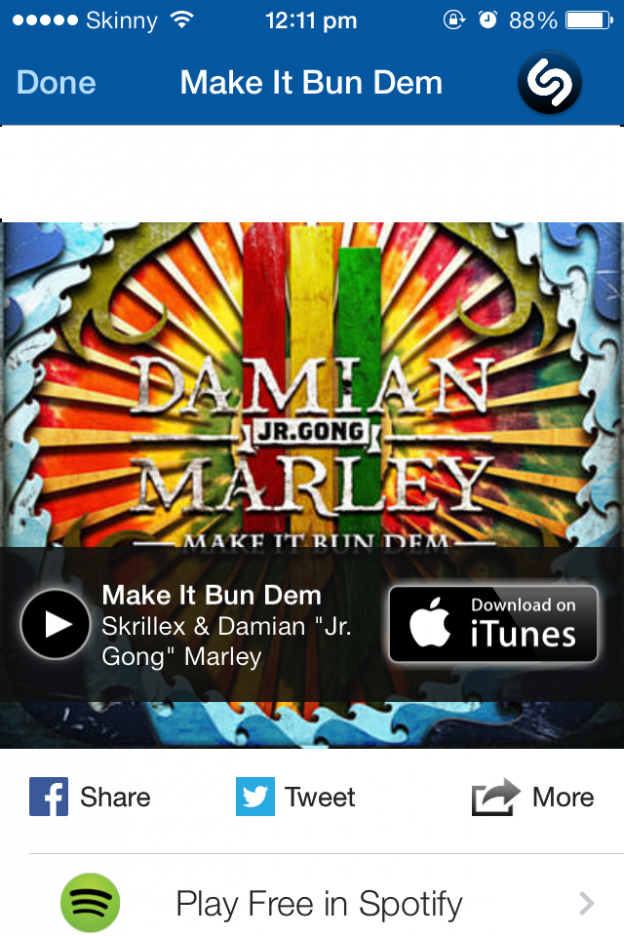 Skinny 12:11 pm 88%
Done Make It Bun Dem
DAMIAN
JR.GONG
MARLEY
MAKE IT BUN DEM
Make It Bun Dem
Skrillex & Damian "Jr.
Gong" Marley
Download on
iTunes
Share Tweet More
Play Free in Spotify